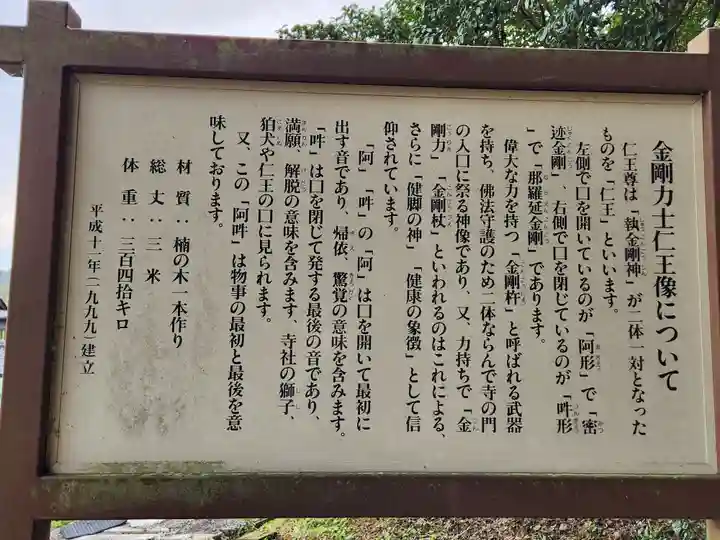 金剛力士仁王像について
仁王尊は「執金剛神」が二体一対となった
ものを「仁王」といいます。
左側で口を開いているのが「阿形」で「密
迹金剛」、右側で口を閉じているのが「吽形
」で「那羅延金剛」であります。
偉大な力を持つ「金剛杵」と呼ばれる武器
を持ち、佛法守護のため二体ならんで寺の門
の入口に祭る神像であり、又、力持ちで「金
剛力」「金剛杖」といわれるのはこれによる、
さらに「健脚の神」「健康の象徴」として信
仰されています。
「阿」「吽」の「阿」は口を開いて最初に
出す音であり、帰依、驚覚の意味を含みます。
「吽」は口を閉じて発する最後の音であり、
満願、解脱の意味を含みます、寺社の獅子、
狛犬や仁王の口に見られます。
又、この「阿吽」は物事の最初と最後を意
味しております。
材質:楠の木一本作り
総丈:三米
体重:三百四拾キロ
平成十一年(一九九九)建立